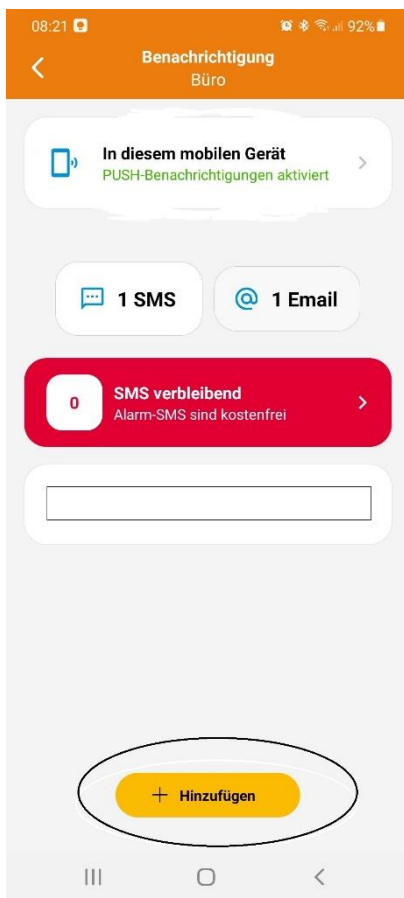 08:21 92%
Benachrichtigung
Büro
In diesem mobilen Gerät
PUSH-Benachrichtigungen aktiviert
1 SMS
@ 1 Email
0
SMS verbleibend
Alarm-SMS sind kostenfrei
+ Hinzufügen